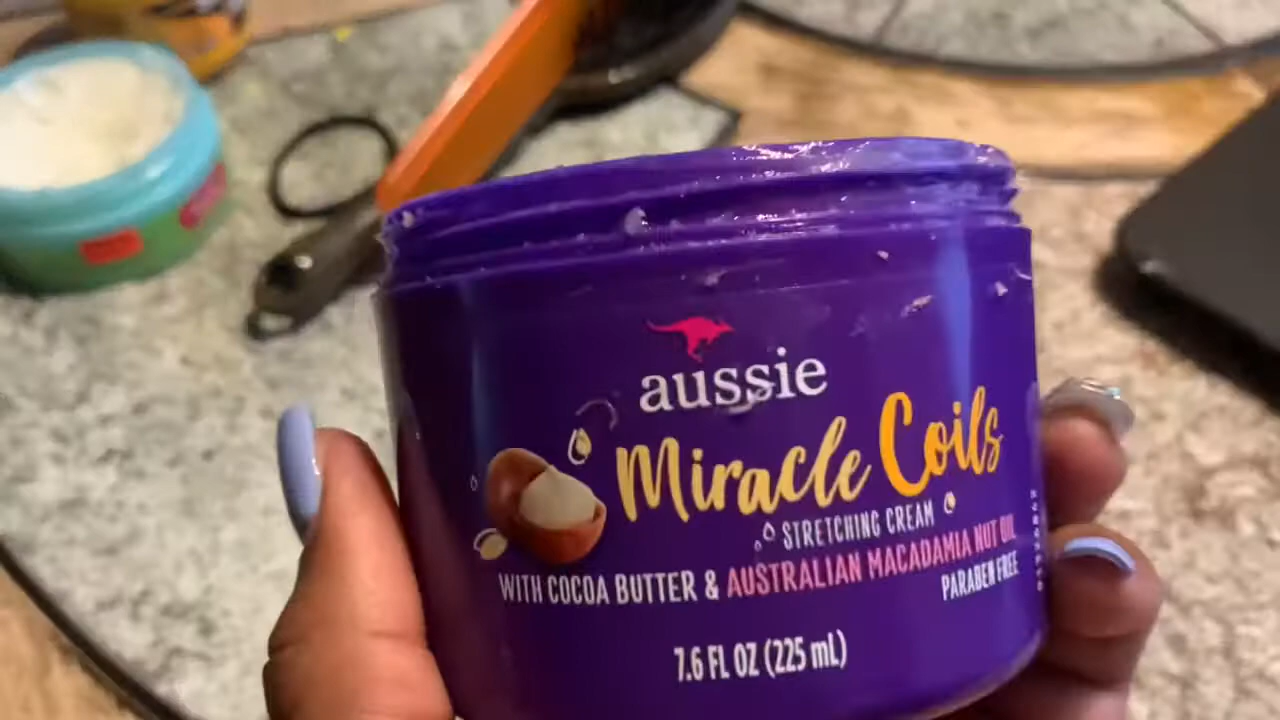 aussie
Miracle Coils
STRETCHING CREAM
WITH COCOA BUTTER & AUSTRALIAN MACADAMIA NUT OIL
PARABEN FREE
7.6 FL OZ (225 mL)